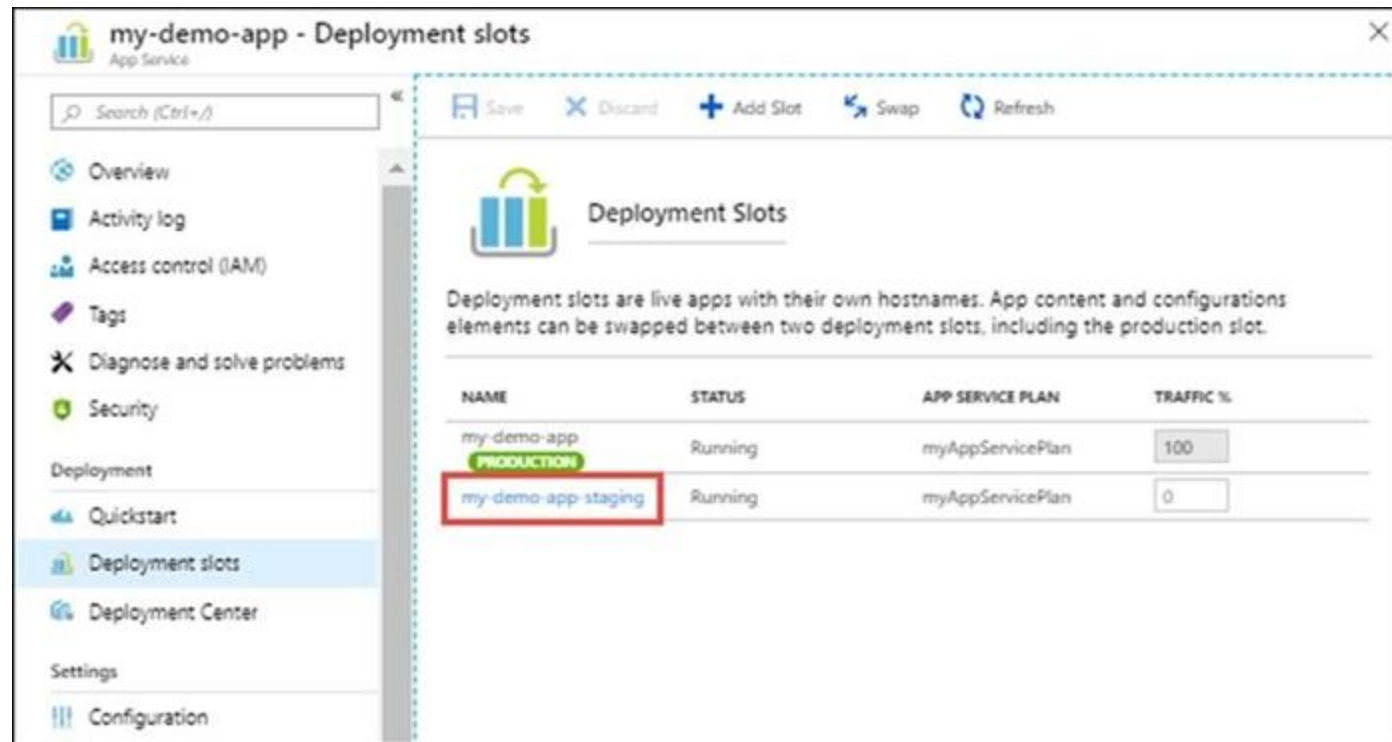 my-demo-app - Deployment slots
App Service
Search (Ctrl+/)
«
Overview
Activity log
Access control (IAM)
Tags
Diagnose and solve problems
Security
Deployment
Quickstart
Deployment slots
Deployment Center
Settings
Configuration
Save Discard Add Slot Swap Refresh
Deployment Slots
Deployment slots are live apps with their own hostnames. App content and configurations
elements can be swapped between two deployment slots, including the production slot.
NAME STATUS APP SERVICE PLAN TRAFFIC %
my-demo-app Running myAppServicePlan 100
PRODUCTION
my-demo-app-staging Running myAppServicePlan 0